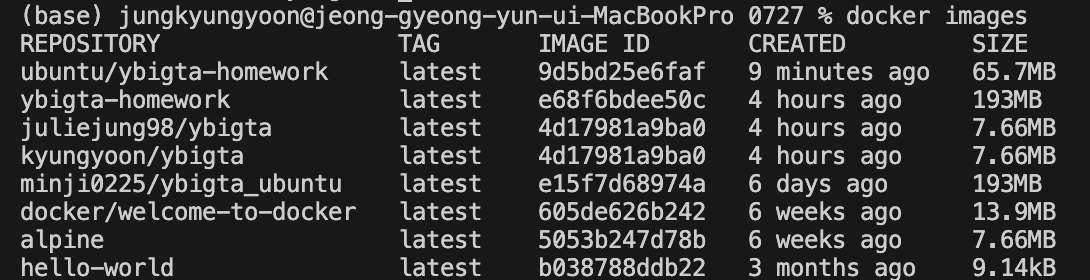 (base) jungkyungyoon@jeong-gyeong-yun-ui-MacBookPro 0727 % docker images
REPOSITORY TAG IMAGE ID CREATED SIZE
ubuntu/ybigta-homework latest 9d5bd25e6faf 9 minutes ago 65.7MB
ybigta-homework latest e68f6bdee50c 4 hours ago 193MB
juliejung98/ybigta latest 4d17981a9ba0 4 hours ago 7.66MB
kyungyoon/ybigta latest 4d17981a9ba0 4 hours ago 7.66MB
minji0225/ybigta_ubuntu latest e15f7d68974a 6 days ago 193MB
docker/welcome-to-docker latest 605de626b242 6 weeks ago 13.9MB
alpine latest 5053b247d78b 6 weeks ago 7.66MB
hello-world latest b038788ddb22 3 months ago 9.14kB